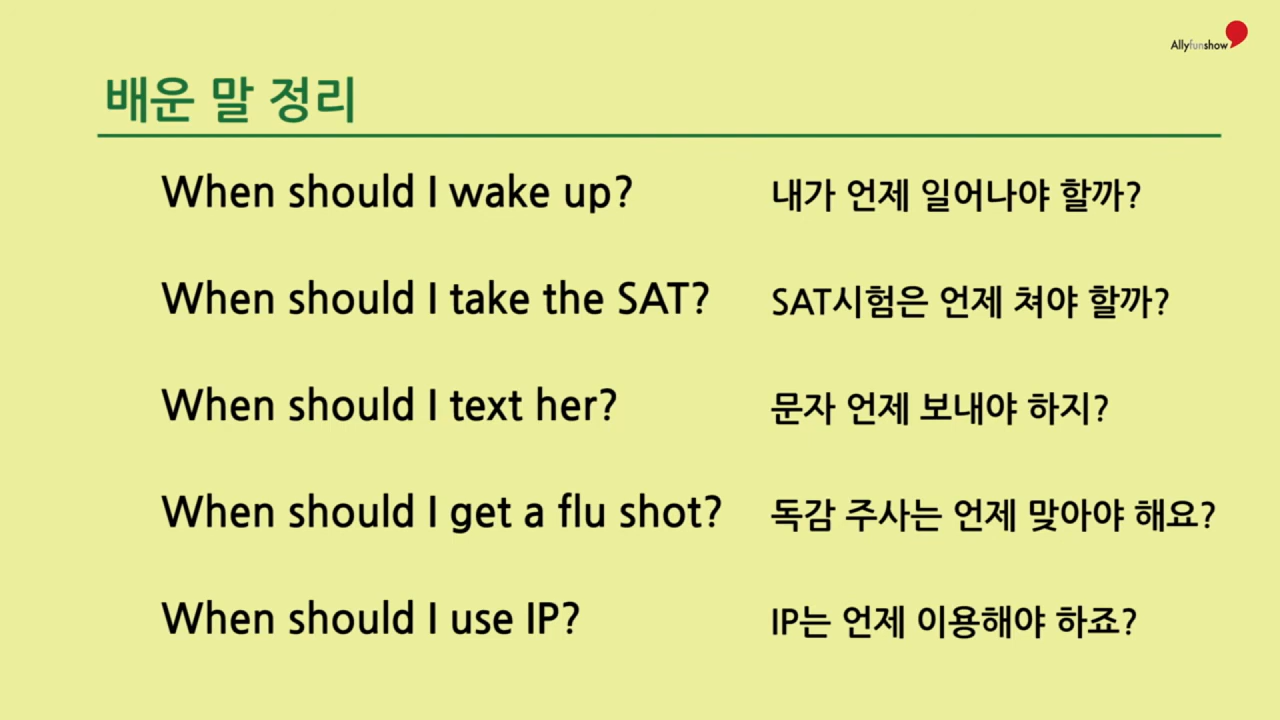 Allyfunshow
배운 말 정리
When should I wake up? 내가 언제 일어나야 할까?
When should I take the SAT? SAT시험은 언제 쳐야 할까?
When should I text her? 문자 언제 보내야 하지?
When should I get a flu shot? 독감 주사는 언제 맞아야 해요?
When should I use IP? IP는 언제 이용해야 하죠?